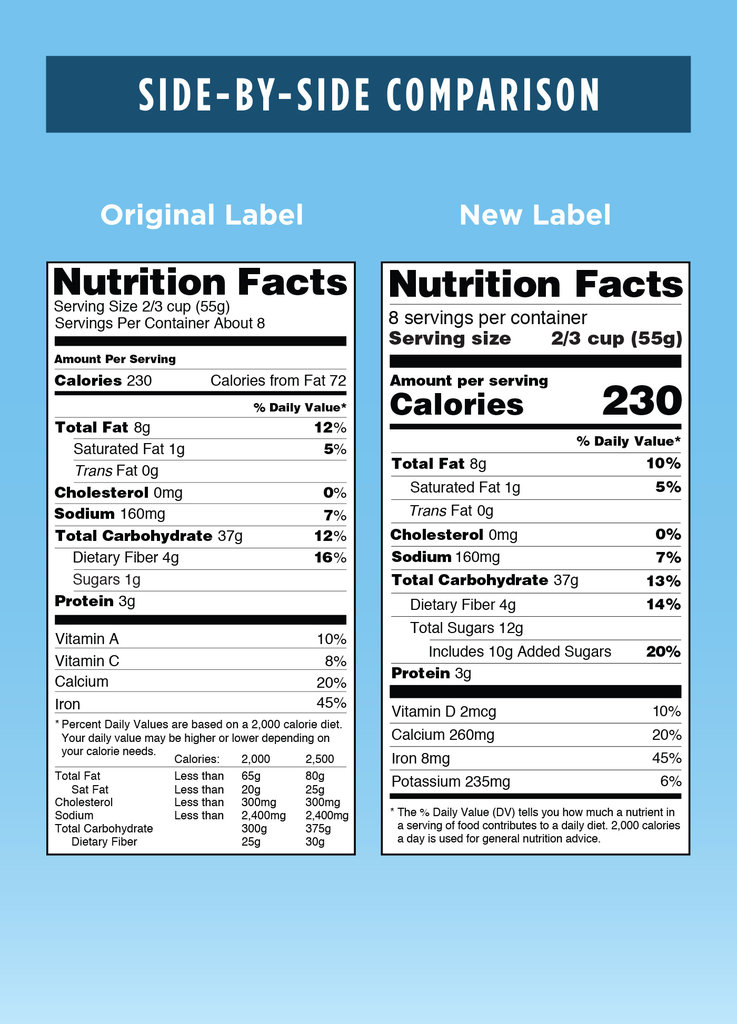 SIDE-BY-SIDE COMPARISON
Original Label
Nutrition Facts
Serving Size 2/3 cup (55g)
Servings Per Container About 8
Amount Per Serving
Calories 230 Calories from Fat 72
% Daily Value*
Total Fat 8g 12%
Saturated Fat 1g 5%
Trans Fat 0g
Cholesterol 0mg 0%
Sodium 160mg 7%
Total Carbohydrate 37g 12%
Dietary Fiber 4g 16%
Sugars 1g
Protein 3g
Vitamin A 10%
Vitamin C 8%
Calcium 20%
Iron 45%
* Percent Daily Values are based on a 2,000 calorie diet.
Your daily value may be higher or lower depending on
your calorie needs.
Calories: 2,000 2,500
Total Fat Less than 65g 80g
Sat Fat Less than 20g 25g
Cholesterol Less than 300mg 300mg
Sodium Less than 2,400mg 2,400mg
Total Carbohydrate 300g 375g
Dietary Fiber 25g 30g
New Label
Nutrition Facts
8 servings per container
Serving size 2/3 cup (55g)
Amount per serving
Calories 230
% Daily Value*
Total Fat 8g 10%
Saturated Fat 1g 5%
Trans Fat 0g
Cholesterol 0mg 0%
Sodium 160mg 7%
Total Carbohydrate 37g 13%
Dietary Fiber 4g 14%
Total Sugars 12g
Includes 10g Added Sugars 20%
Protein 3g
Vitamin D 2mcg 10%
Calcium 260mg 20%
Iron 8mg 45%
Potassium 235mg 6%
* The % Daily Value (DV) tells you how much a nutrient in
a serving of food contributes to a daily diet. 2,000 calories
a day is used for general nutrition advice.